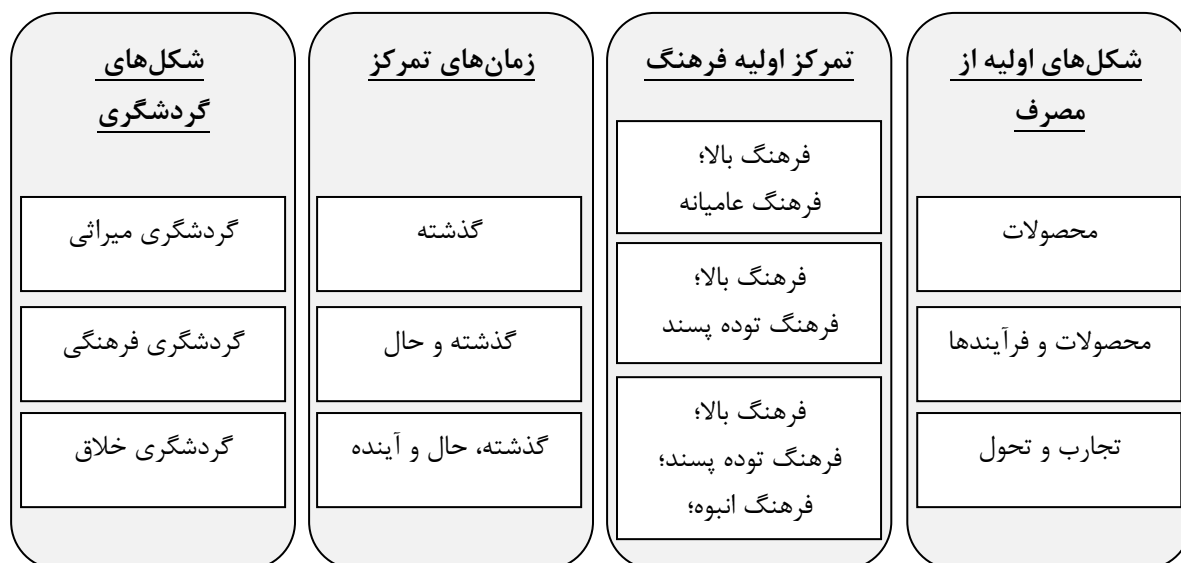 شکل‌های اولیه از
مصرف
محصولات
محصولات و فرآیندها
تجارب و تحول
تمرکز اولیه فرهنگ
فرهنگ بالا؛
فرهنگ عامیانه
فرهنگ بالا؛
فرهنگ توده پسند
فرهنگ بالا؛
فرهنگ توده پسند؛
فرهنگ انبوه؛
زمان‌های تمرکز
گذشته
گذشته و حال
گذشته، حال و آینده
شکل‌های
گردشگری
گردشگری میراثی
گردشگری فرهنگی
گردشگری خلاق